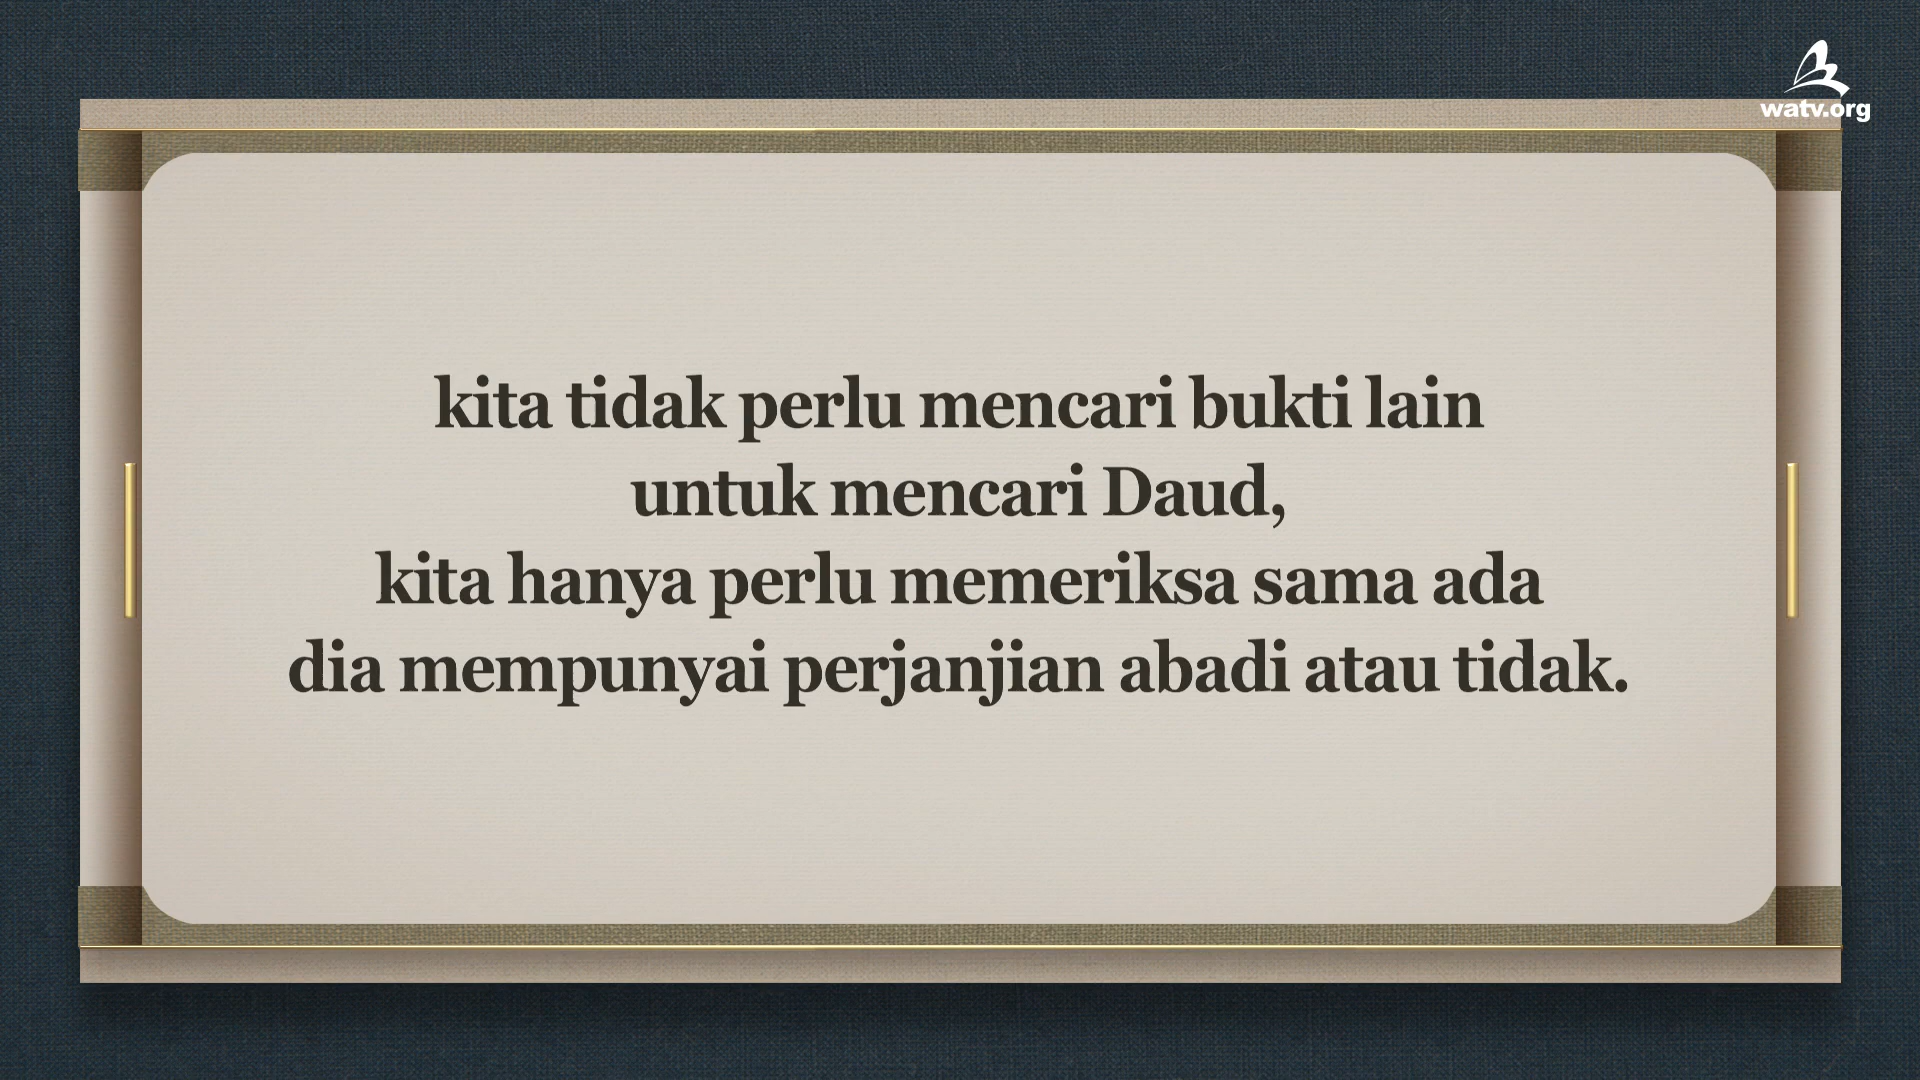 watv.org
kita tidak perlu mencari bukti lain
untuk mencari Daud,
kita hanya perlu memeriksa sama ada
dia mempunyai perjanjian abadi atau tidak.